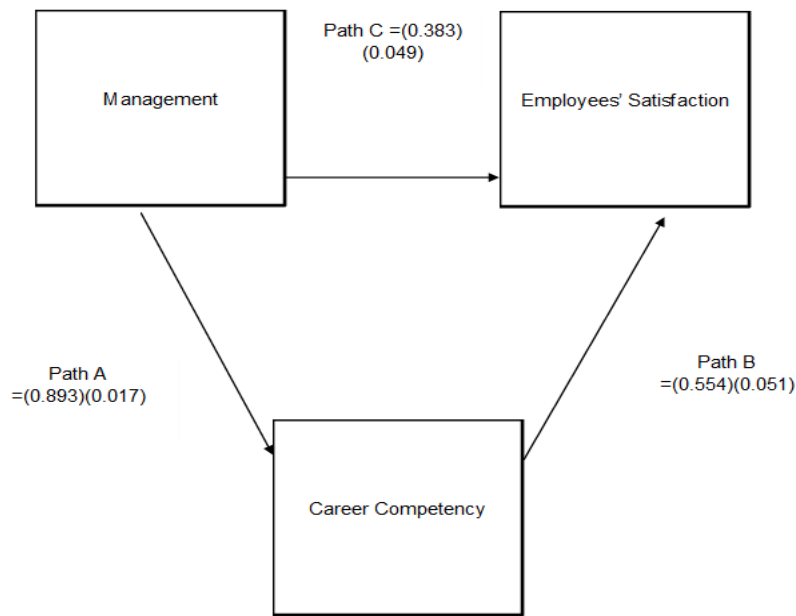 Path C =(0.383)
(0.049)
Management
Employees' Satisfaction
Path A
=(0.893)(0.017)
Path B
=(0.554)(0.051)
Career Competency